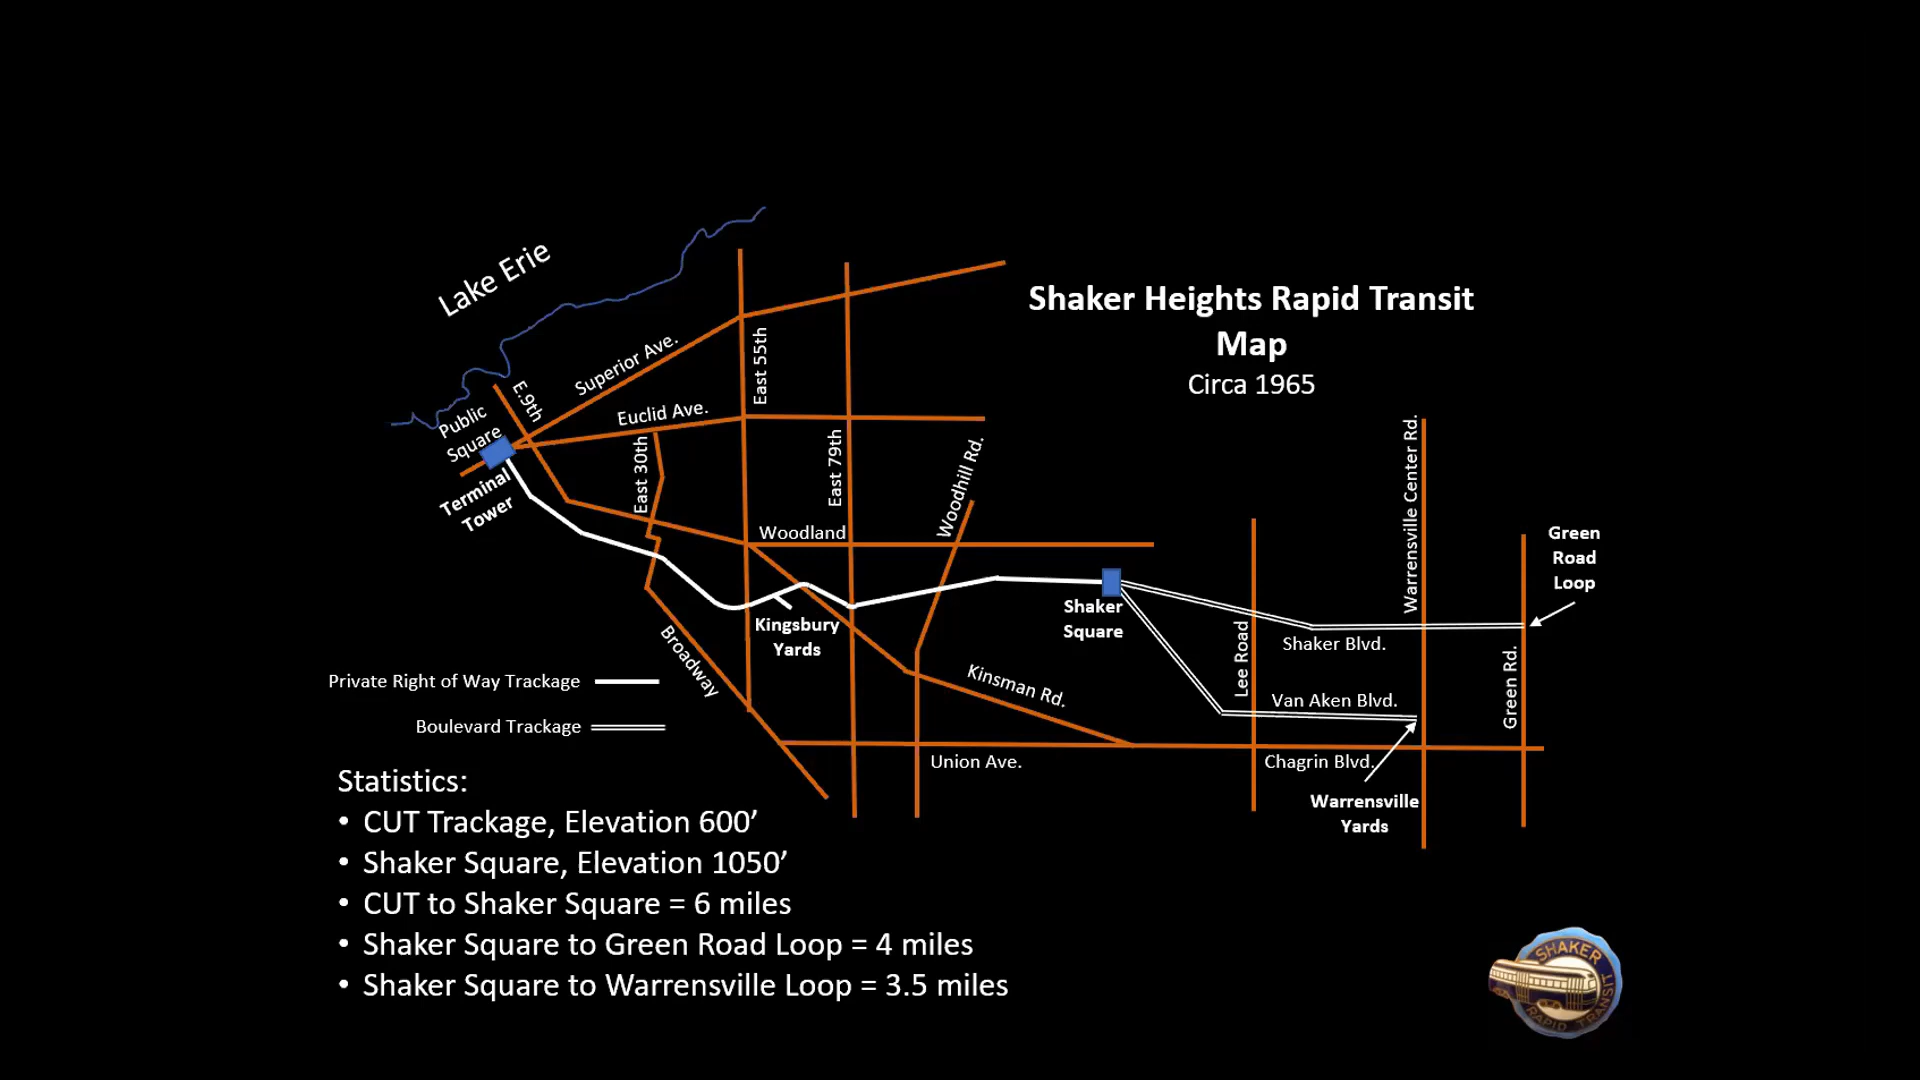 Lake Erie
Shaker Heights Rapid Transit
Map
Circa 1965
Superior Ave.
East 55th
E.9th
Public
Square
Euclid Ave.
East 30th
East 79th
Woodhill Rd.
Warrensville Center Rd.
Terminal
Tower
Woodland
Green
Road
Loop
Shaker
Square
Kingsbury
Yards
Lee Road
Shaker Blvd.
Broadway
Kinsman Rd.
Green Rd.
Private Right of Way Trackage
Van Aken Blvd.
Boulevard Trackage
Union Ave.
Chagrin Blvd.
Warrensville
Yards
Statistics:
• CUT Trackage, Elevation 600’
• Shaker Square, Elevation 1050’
• CUT to Shaker Square = 6 miles
• Shaker Square to Green Road Loop = 4 miles
• Shaker Square to Warrensville Loop = 3.5 miles
SHAKER
RAPID TRANSIT